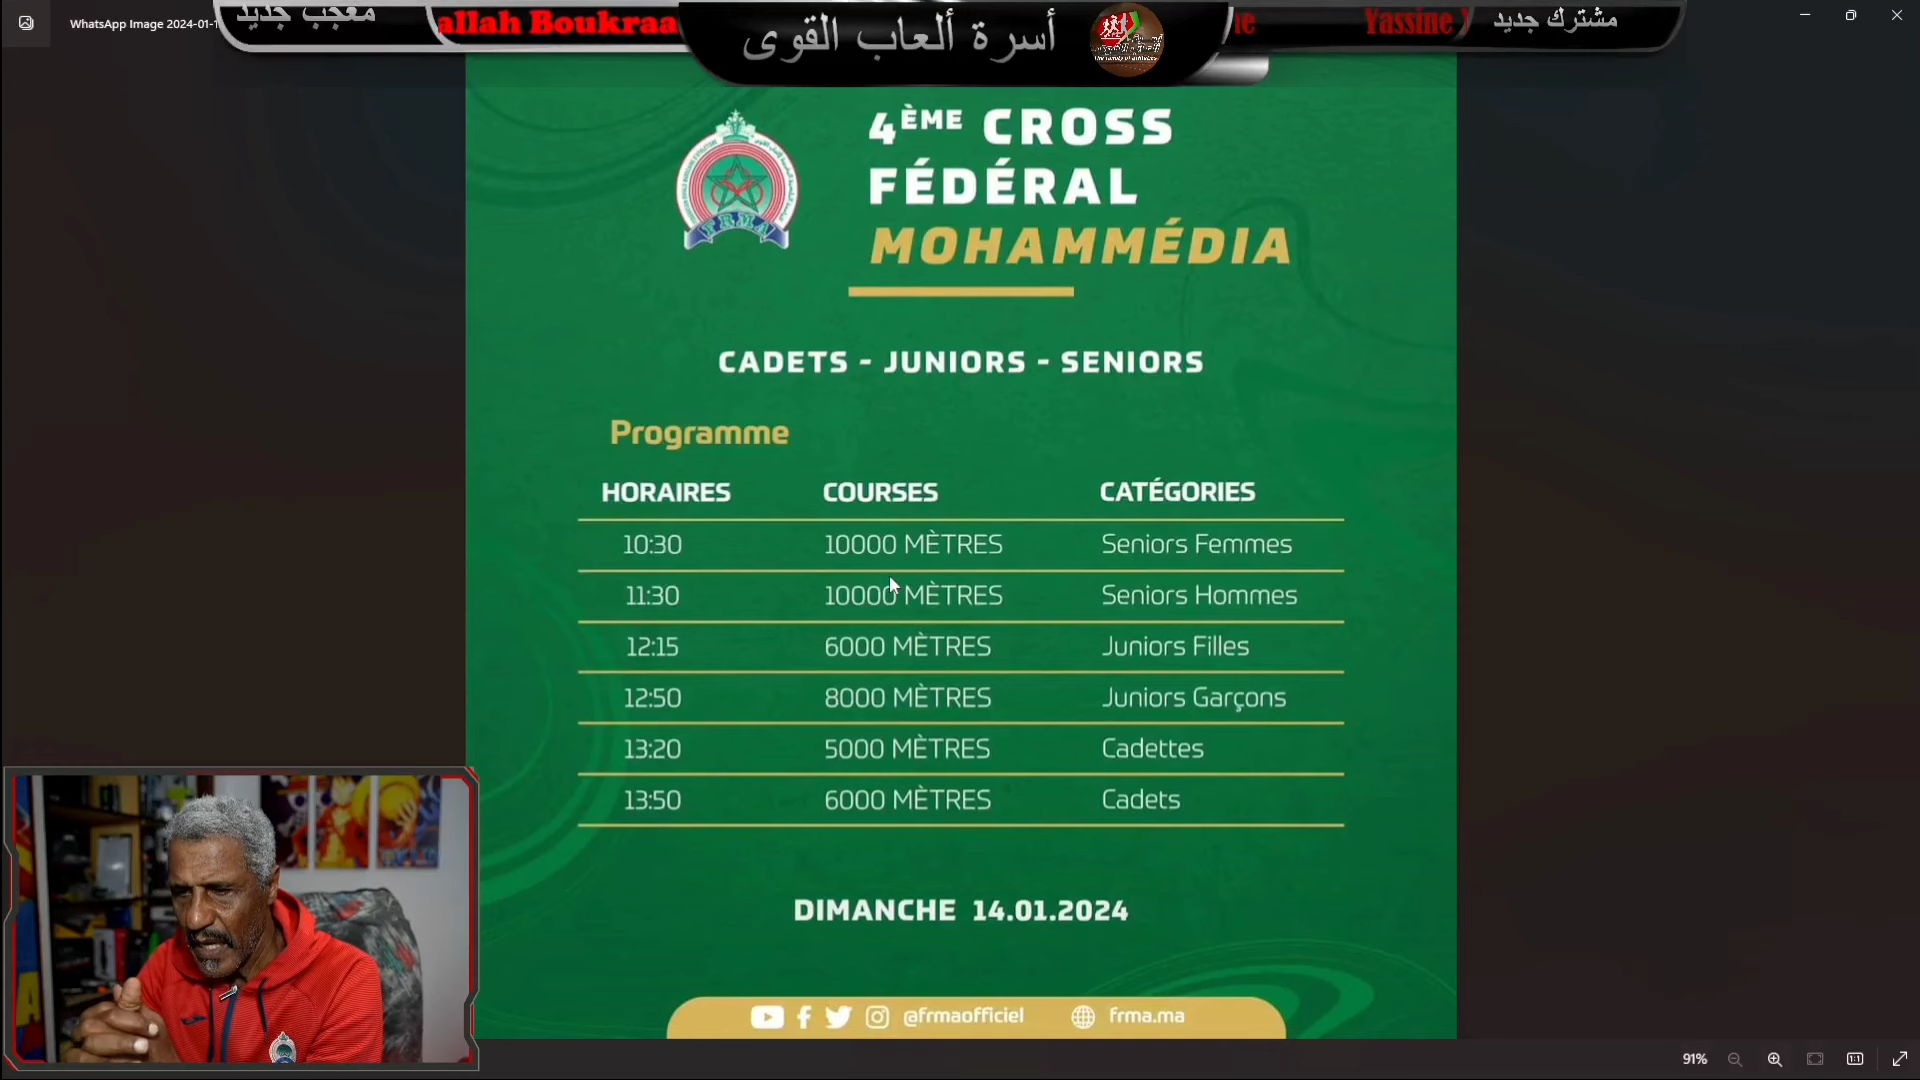 WhatsApp Image 2024-01-1
معجب جديد
allah Boukraa
أسرة ألعاب القوى
ne
Yassine
مشترك جديد
4ÈME CROSS
FÉDÉRAL
MOHAMMÉDIA
FRMA
CADETS - JUNIORS - SENIORS
Programme
HORAIRES COURSES CATÉGORIES
10:30 10000 MÈTRES Seniors Femmes
11:30 10000 MÈTRES Seniors Hommes
12:15 6000 MÈTRES Juniors Filles
12:50 8000 MÈTRES Juniors Garçons
13:20 5000 MÈTRES Cadettes
13:50 6000 MÈTRES Cadets
DIMANCHE 14.01.2024
@frmaofficiel frma.ma
91%